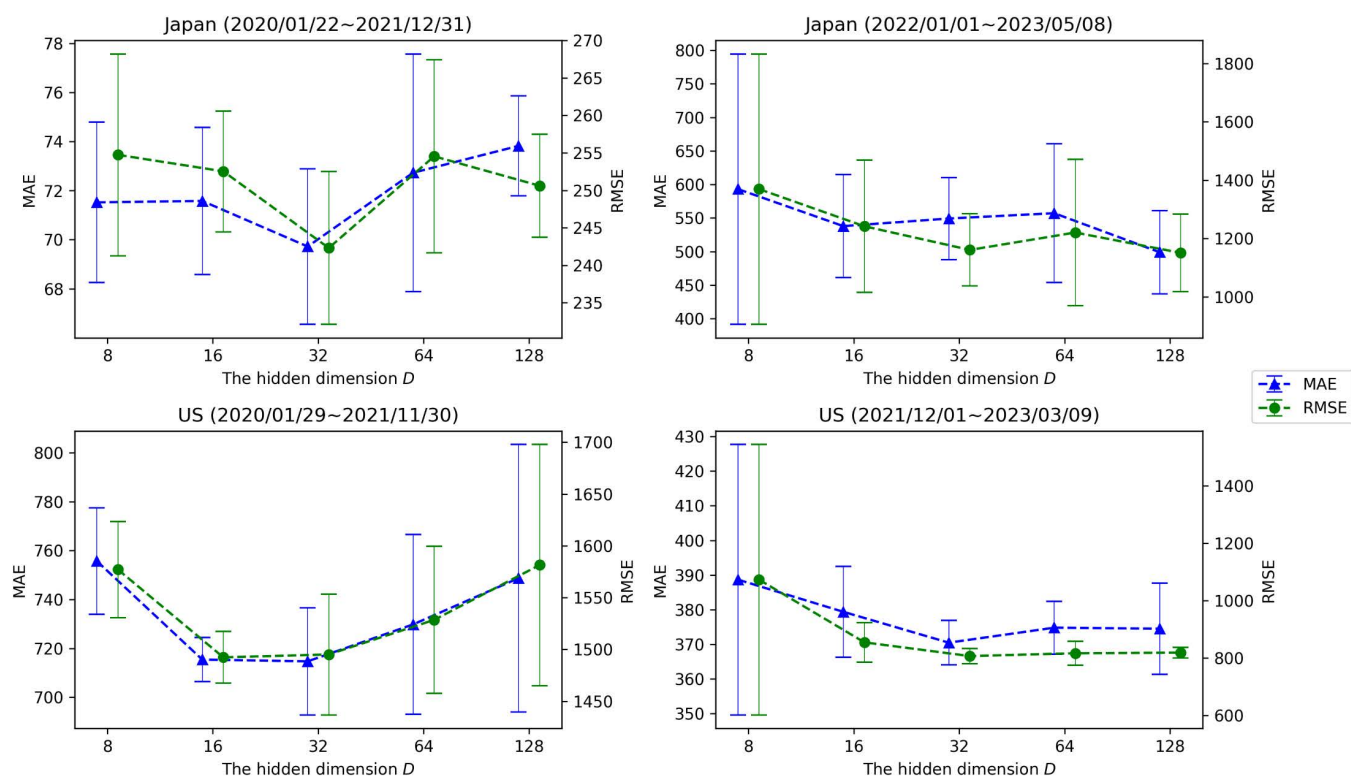 Japan (2020/01/22~2021/12/31)
78
76
74
72
70
68
MAE
270
265
260
255
250
245
240
235
RMSE
8 16 32 64 128
The hidden dimension D
Japan (2022/01/01~2023/05/08)
800
750
700
650
600
550
500
450
400
MAE
1800
1600
1400
1200
1000
RMSE
8 16 32 64 128
The hidden dimension D
MAE
RMSE
US (2020/01/29~2021/11/30)
800
780
760
740
720
700
MAE
1700
1650
1600
1550
1500
1450
RMSE
8 16 32 64 128
The hidden dimension D
US (2021/12/01~2023/03/09)
430
420
410
400
390
380
370
360
350
MAE
1400
1200
1000
800
600
RMSE
8 16 32 64 128
The hidden dimension D